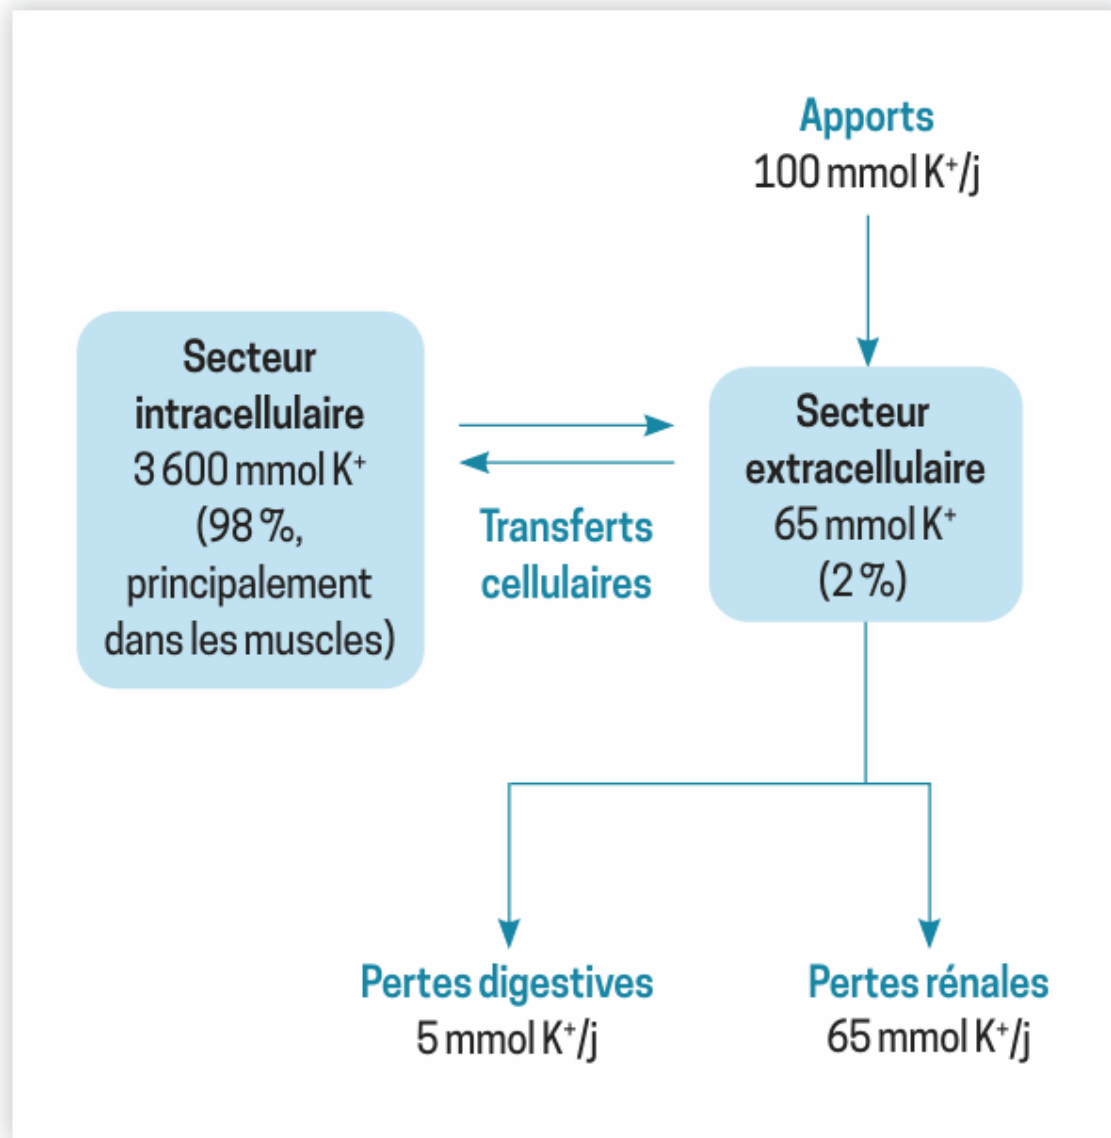 Apports
100 mmol K⁺/j
Secteur
intracellulaire
3 600 mmol K⁺
(98 %,
principalement
dans les muscles)
Transferts
cellulaires
Secteur
extracellulaire
65 mmol K⁺
(2 %)
Pertes digestives
5 mmol K⁺/j
Pertes rénales
65 mmol K⁺/j